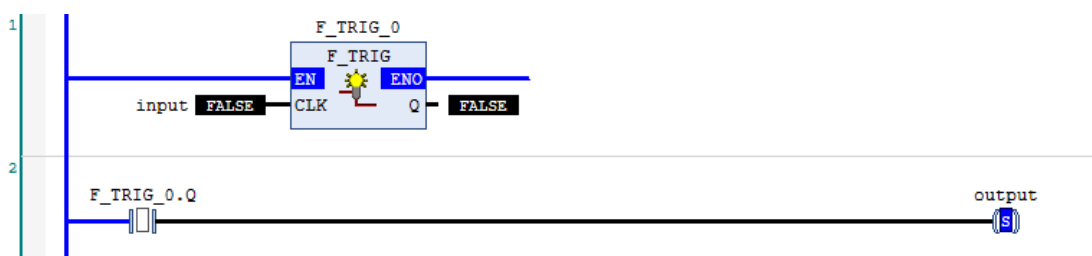 1
F_TRIG_0
F_TRIG
EN ENO
input FALSE CLK Q FALSE
2
F_TRIG_0.Q output
S